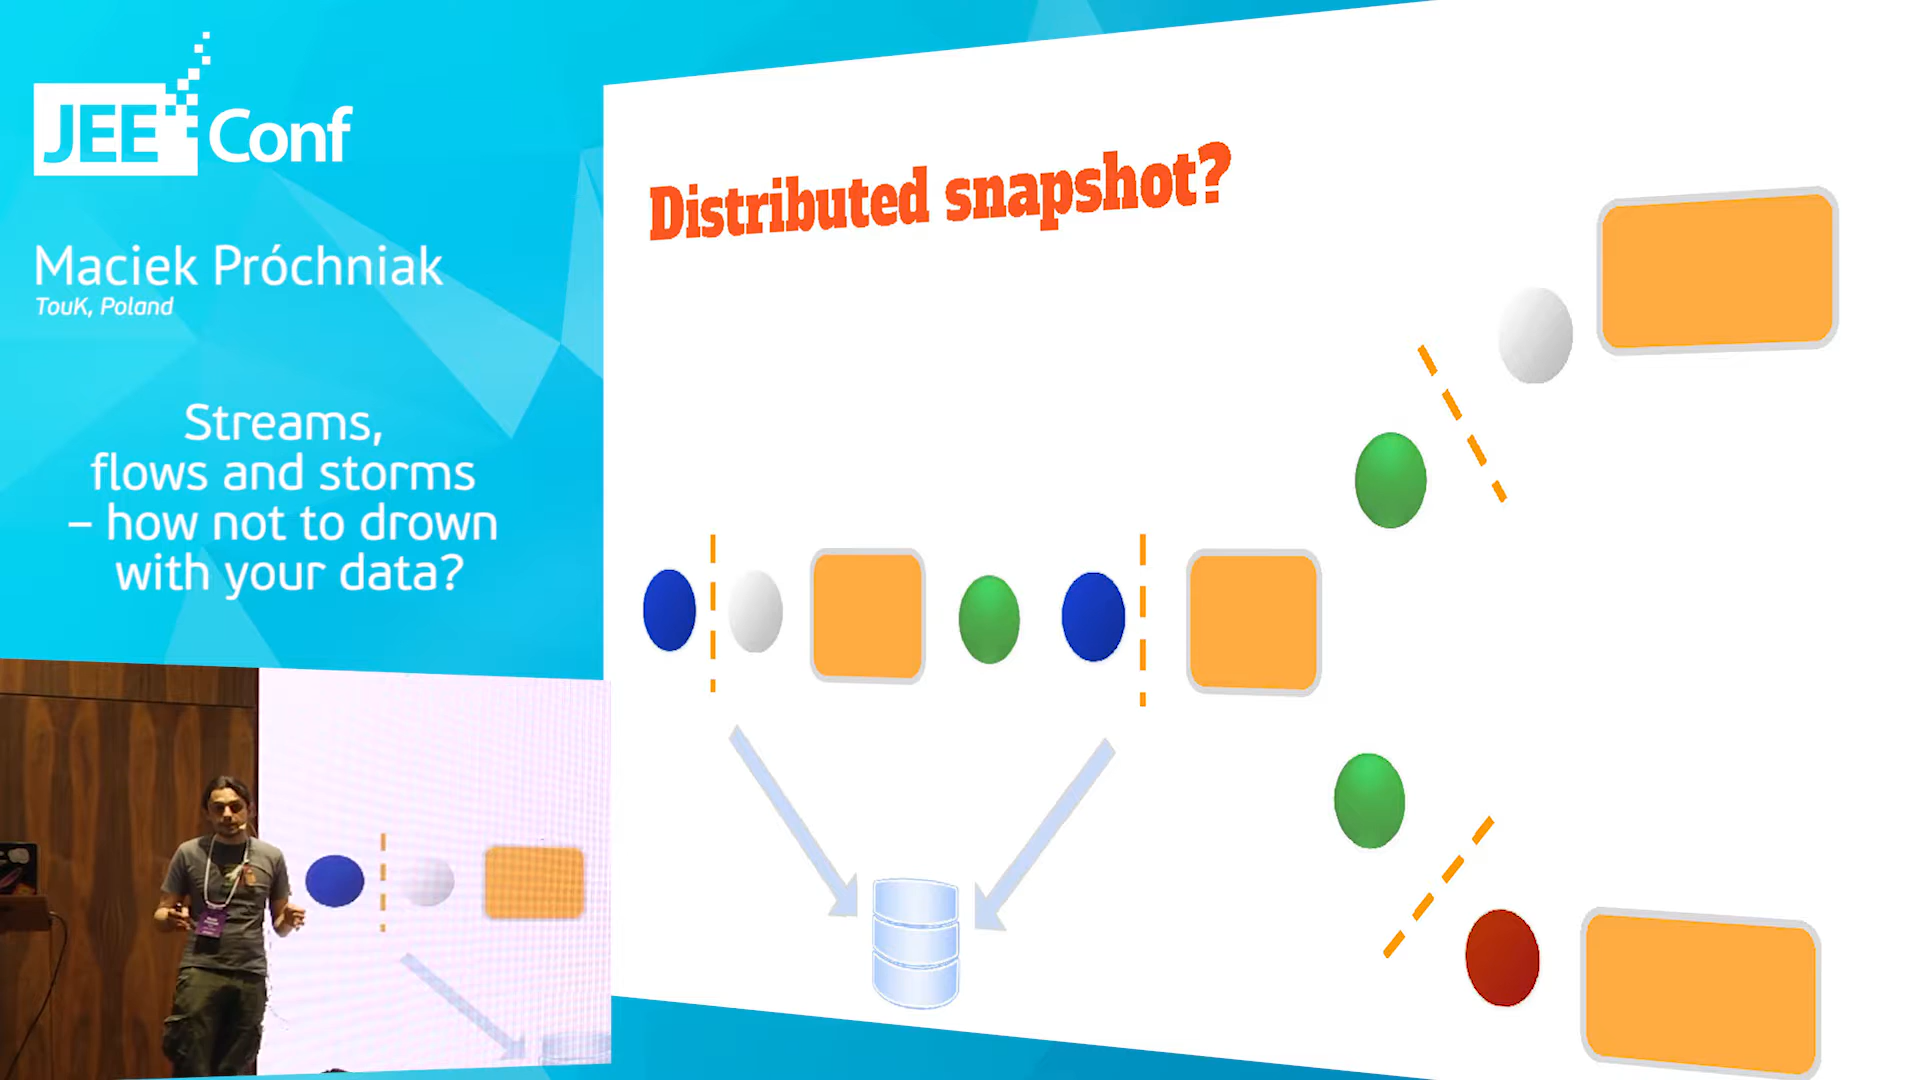 JEE Conf
Maciek Próchniak
TouK, Poland
Streams,
flows and storms
– how not to drown
with your data?
Distributed snapshot?